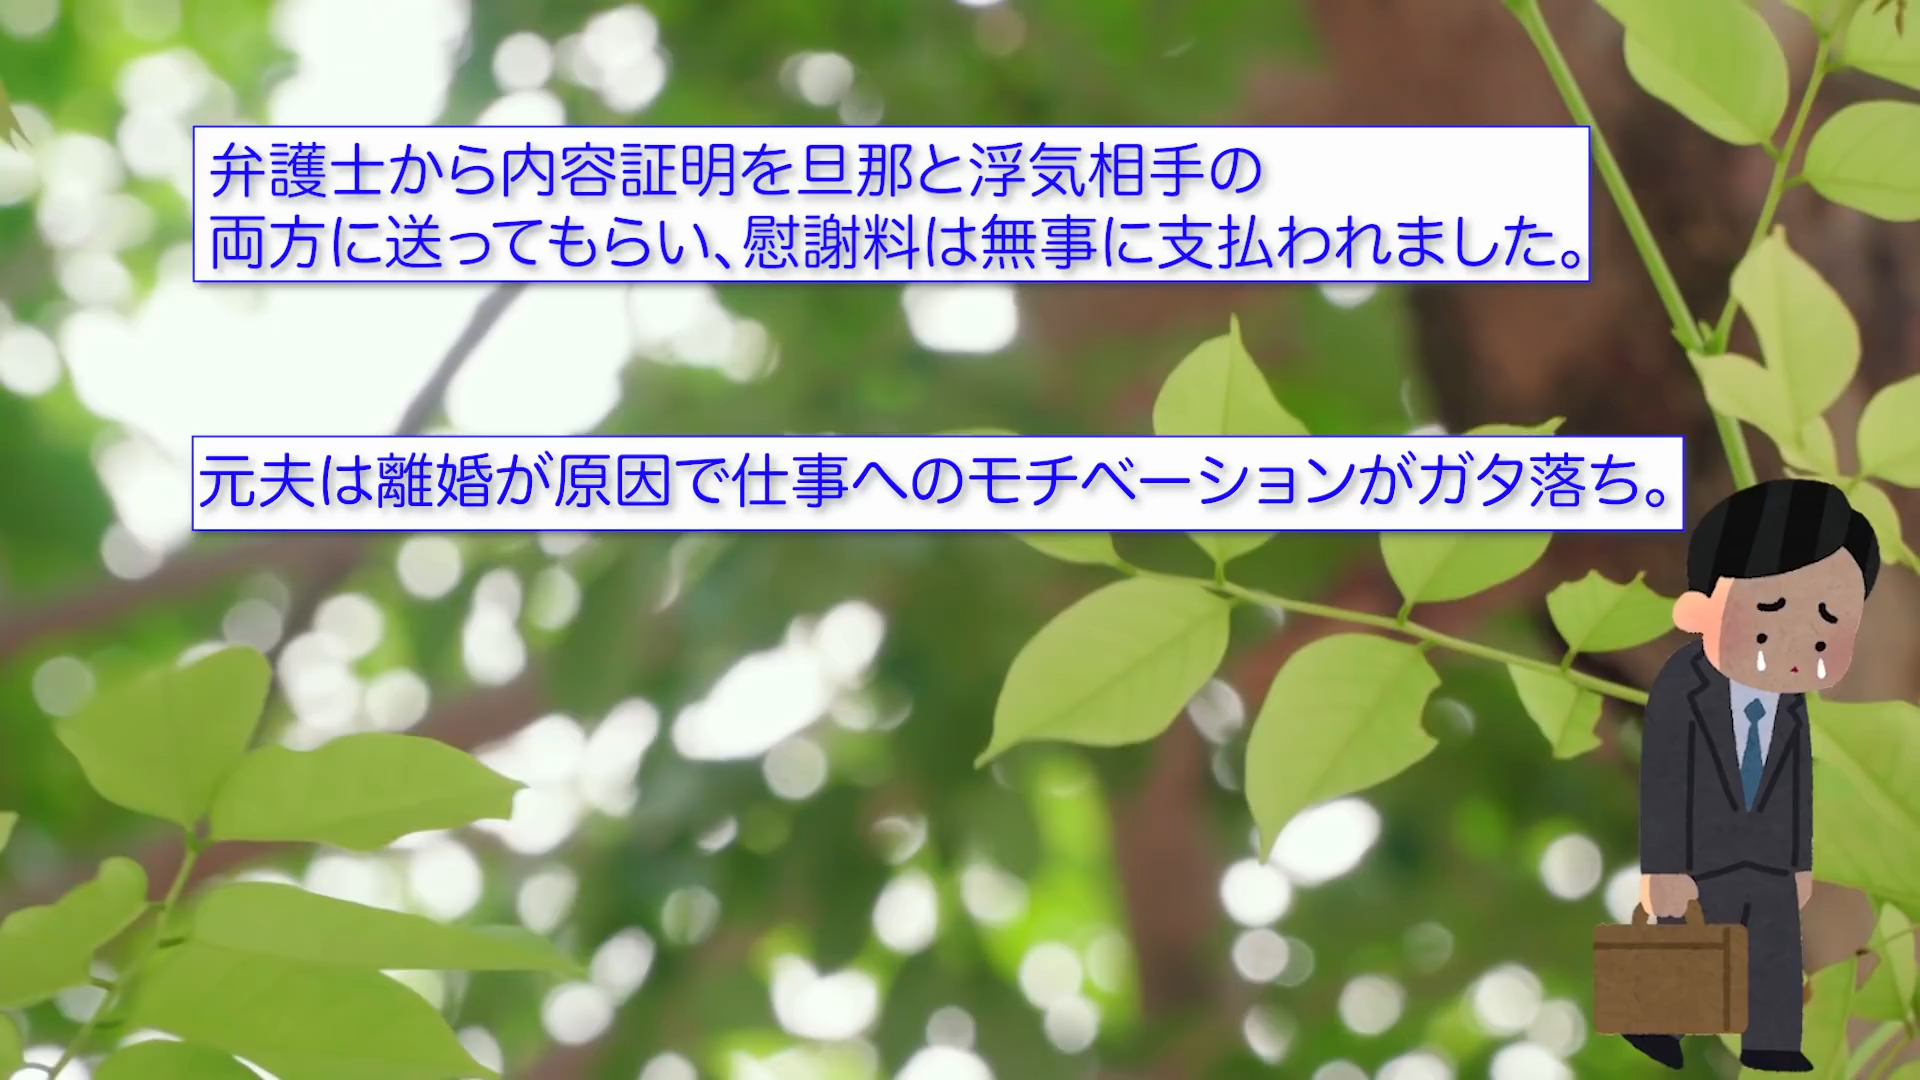 弁護士から内容証明を旦那と浮気相手の
両方に送ってもらい、慰謝料は無事に支払われました。
元夫は離婚が原因で仕事へのモチベーションがガタ落ち。